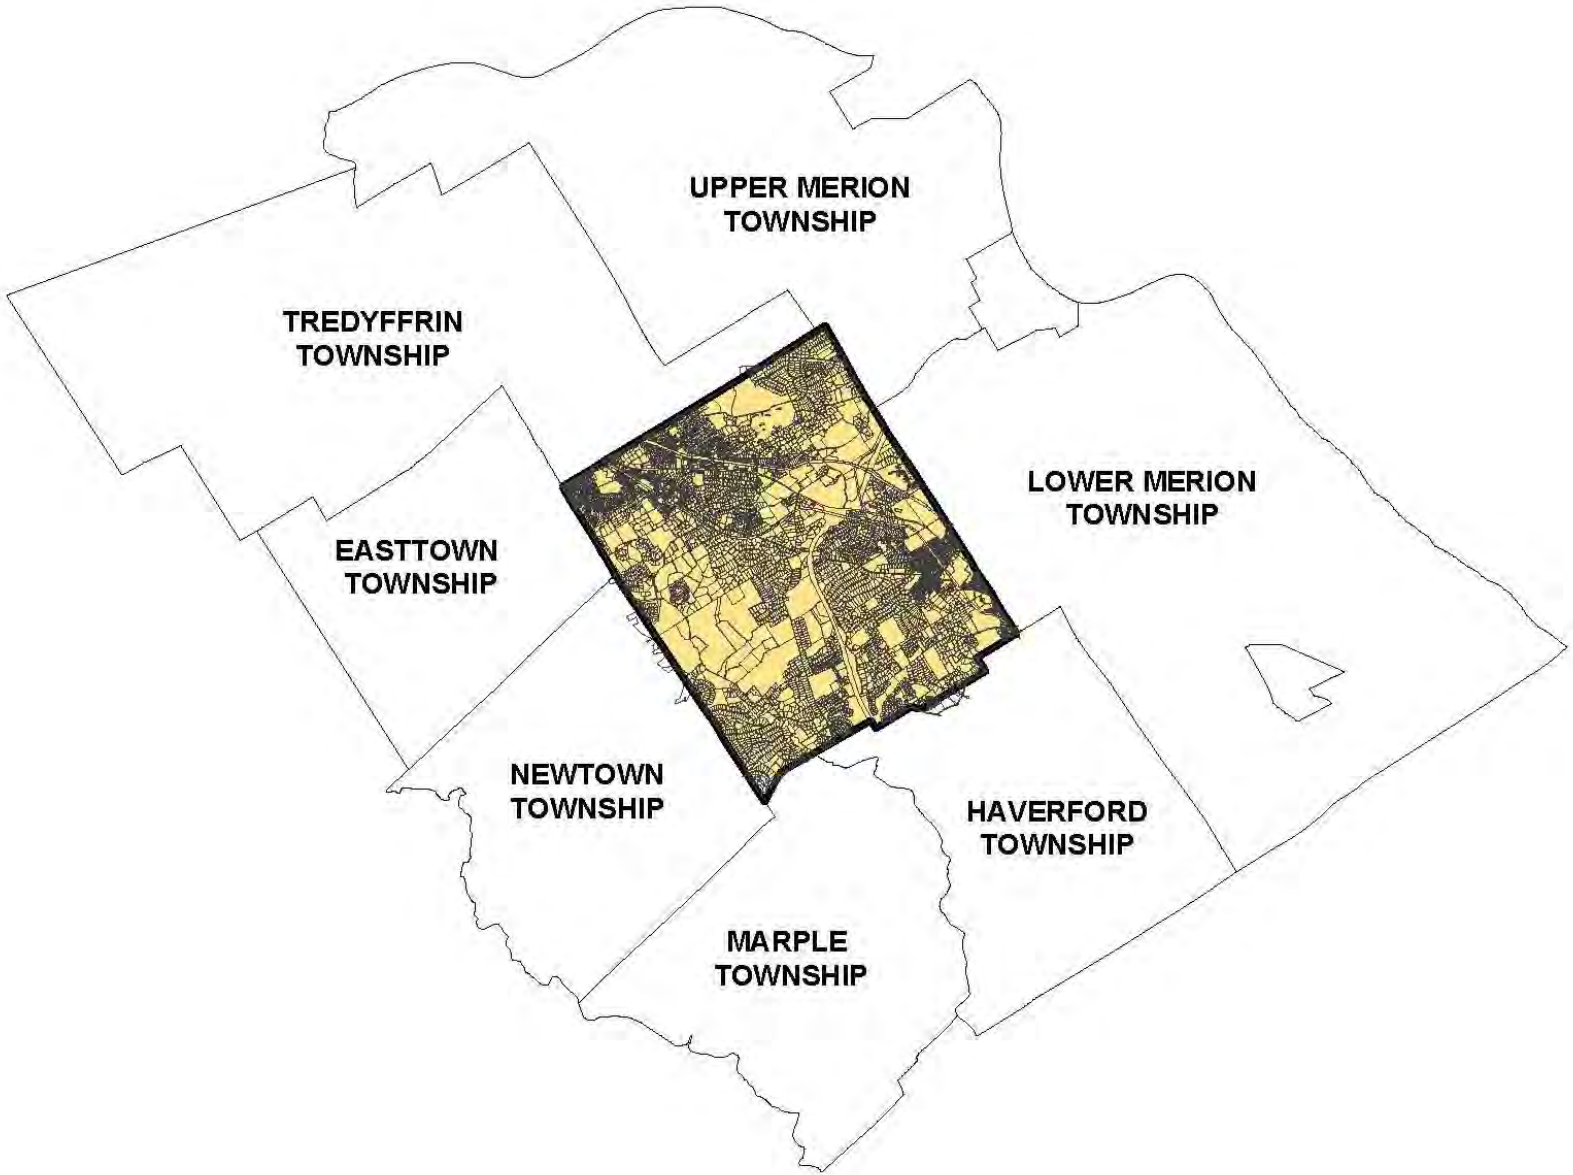 UPPER MERION
TOWNSHIP
TREDYFFRIN
TOWNSHIP
LOWER MERION
TOWNSHIP
EASTTOWN
TOWNSHIP
NEWTOWN
TOWNSHIP
HAVERFORD
TOWNSHIP
MARPLE
TOWNSHIP